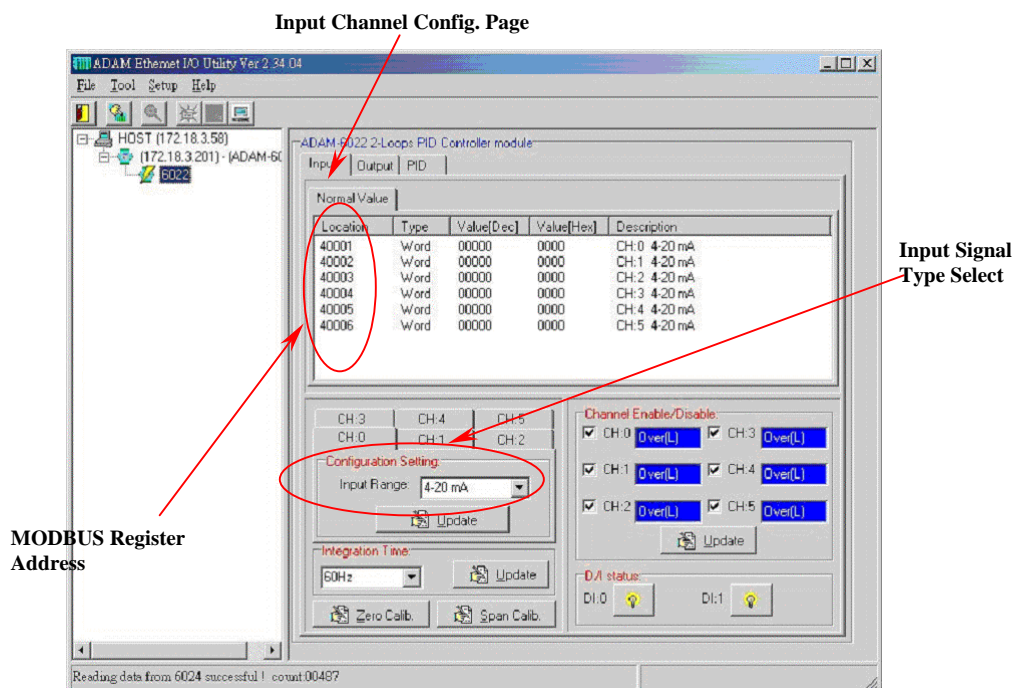 Input Channel Config. Page
ADAM Ethernet I/O Utility Ver 2.34.04
File Tool Setup Help
HOST (172.18.3.58)
(172.18.3.201) - (ADAM-60
6022
ADAM-6022 2-Loops PID Controller module
Input Output PID
Normal Value
Location Type Value[Dec] Value[Hex] Description
40001 Word 00000 0000 CH:0 4-20 mA
40002 Word 00000 0000 CH:1 4-20 mA
40003 Word 00000 0000 CH:2 4-20 mA
40004 Word 00000 0000 CH:3 4-20 mA
40005 Word 00000 0000 CH:4 4-20 mA
40006 Word 00000 0000 CH:5 4-20 mA
Input Signal
Type Select
CH:3 CH:4 CH:5
CH:0 CH:1 CH:2
Configuration Setting:
Input Range: 4-20 mA
Update
Integration Time:
60Hz Update
Zero Calib. Span Calib.
Channel Enable/Disable:
CH:0 Over(L) CH:3 Over(L)
CH:1 Over(L) CH:4 Over(L)
CH:2 Over(L) CH:5 Over(L)
Update
D/I status:
DI:0 DI:1
MODBUS Register
Address
Reading data from 6024 successful ! count:00487